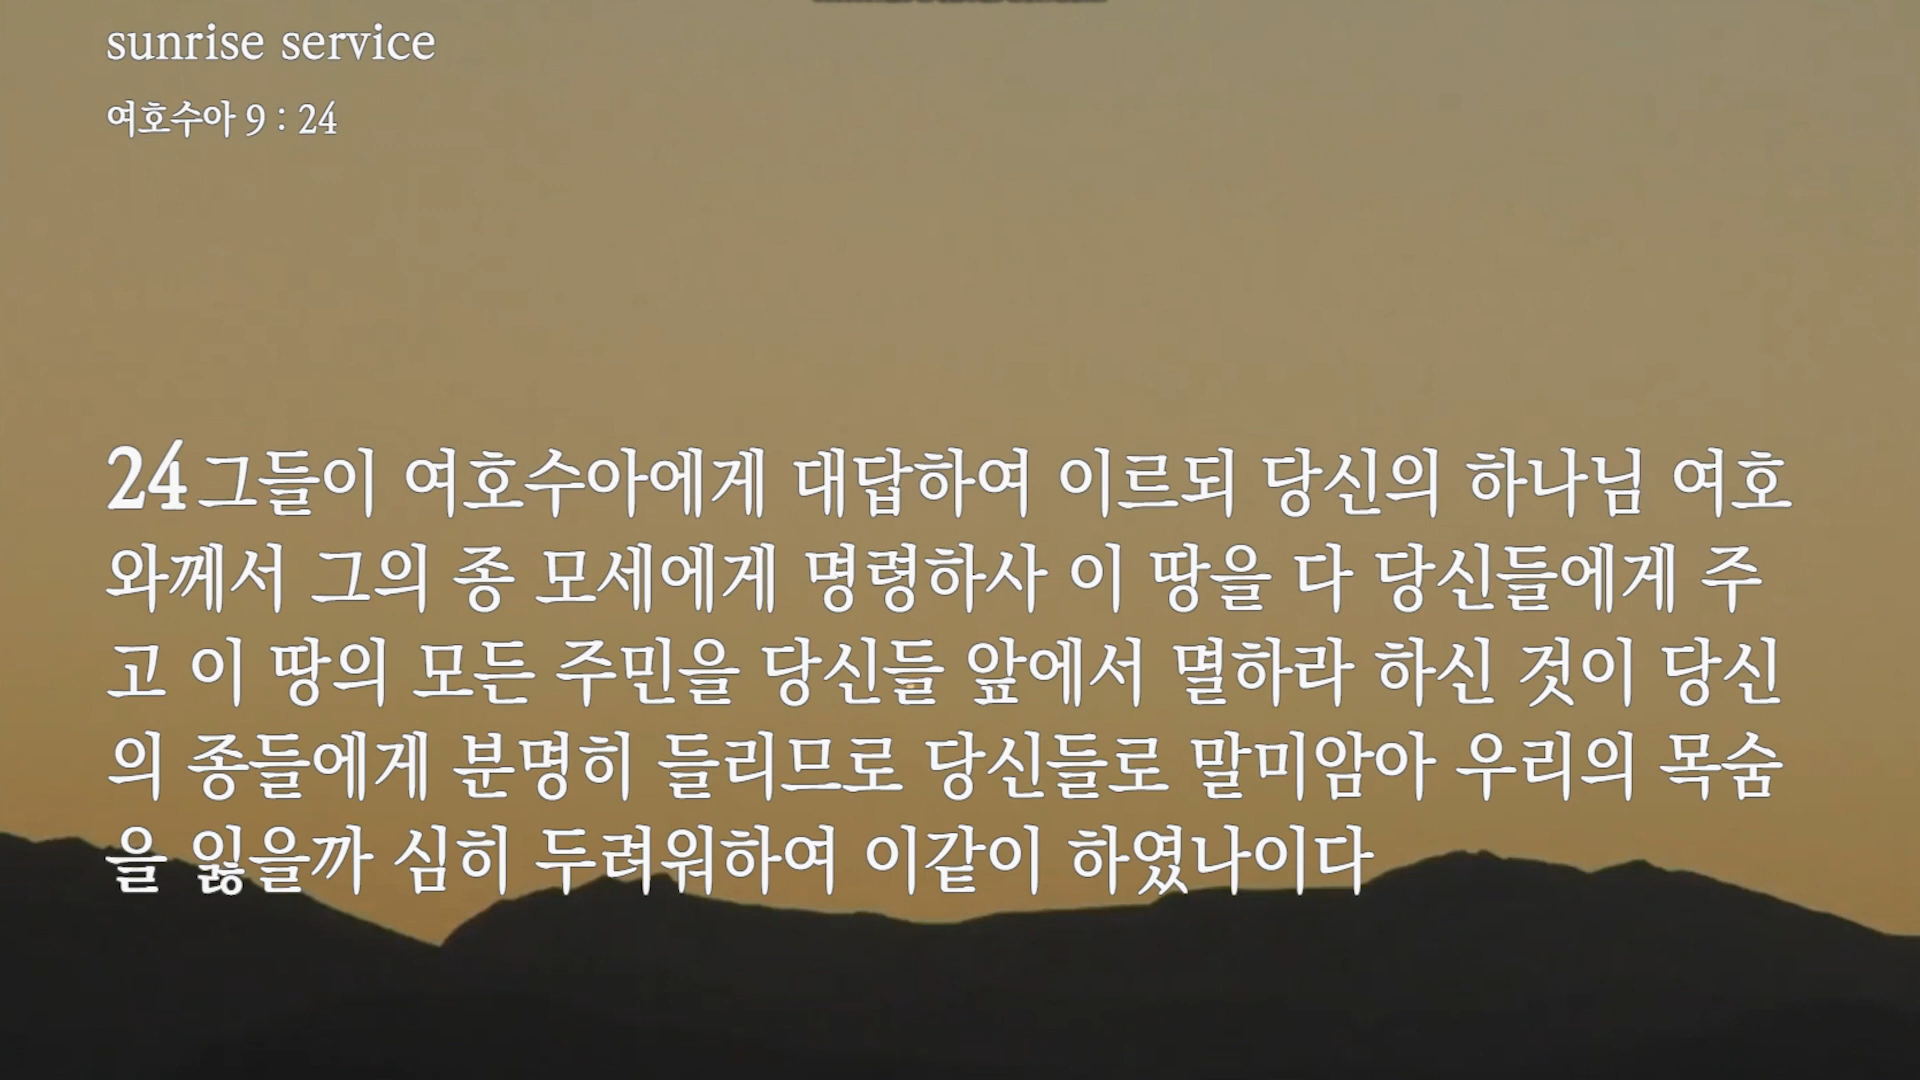 sunrise service
여호수아 9 : 24
24 그들이 여호수아에게 대답하여 이르되 당신의 하나님 여호
와께서 그의 종 모세에게 명령하사 이 땅을 다 당신들에게 주
고 이 땅의 모든 주민을 당신들 앞에서 멸하라 하신 것이 당신
의 종들에게 분명히 들리므로 당신들로 말미암아 우리의 목숨
을 잃을까 심히 두려워하여 이같이 하였나이다